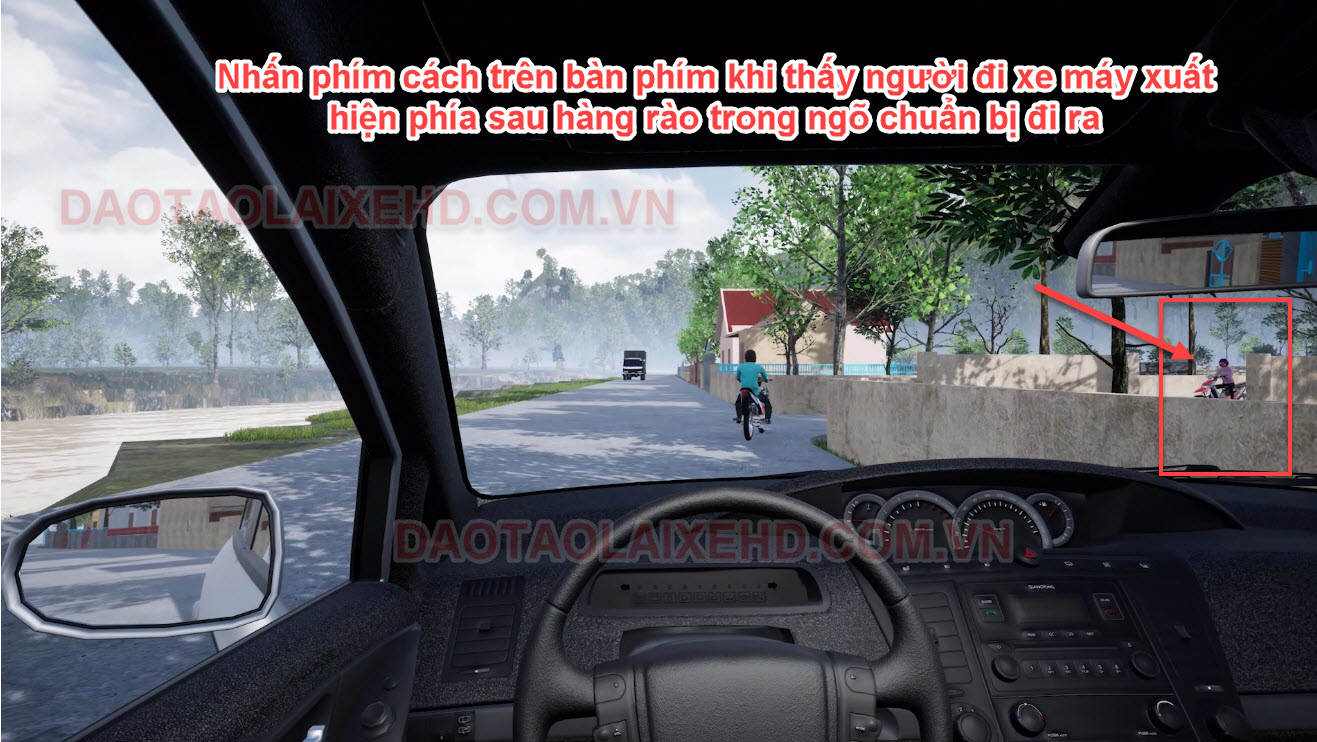 Nhấn phím cách trên bàn phím khi thấy người đi xe máy xuất
hiện phía sau hàng rào trong ngõ chuẩn bị đi ra
DAOTAOLAIXEHD.COM.VN
DAOTAOLAIXEHD.COM.VN